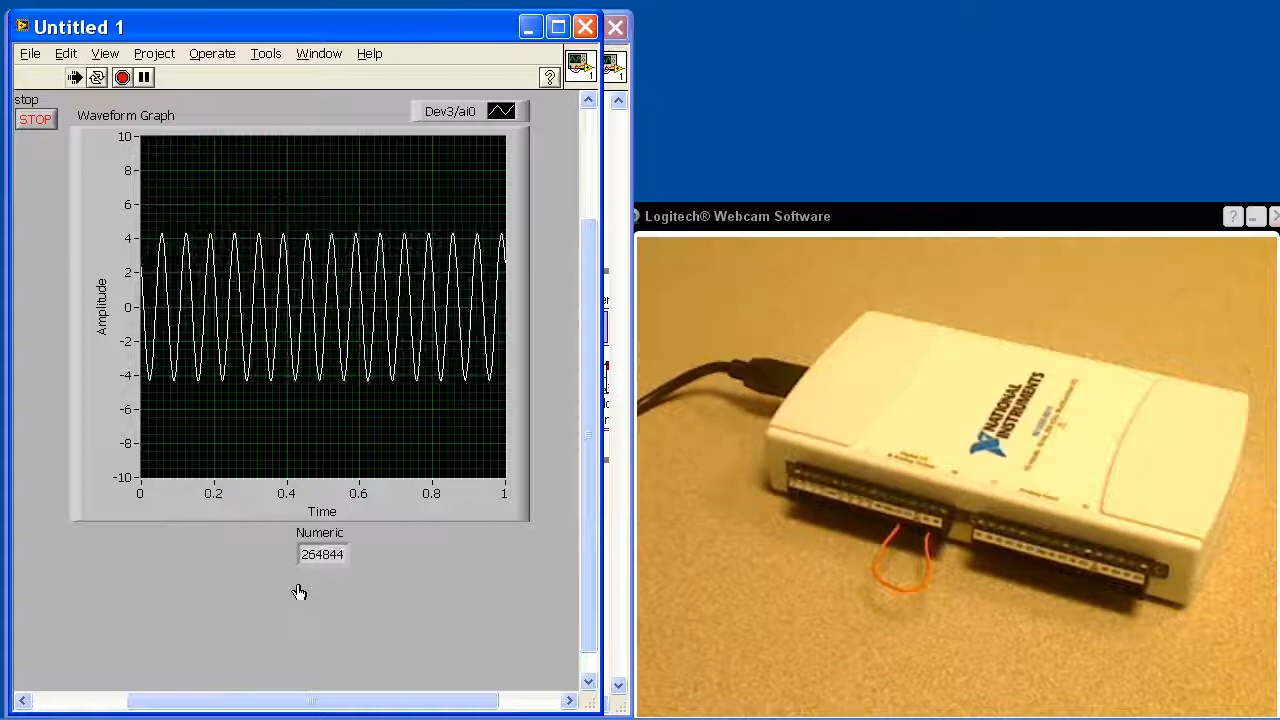 Untitled 1
File Edit View Project Operate Tools Window Help
1
1
stop
STOP
Waveform Graph
Dev3/ai0
10
8
6
4
2
0
-2
-4
-6
-8
-10
Amplitude
0 0.2 0.4 0.6 0.8 1
Time
Numeric
264844
Logitech® Webcam Software
NATIONAL
INSTRUMENTS